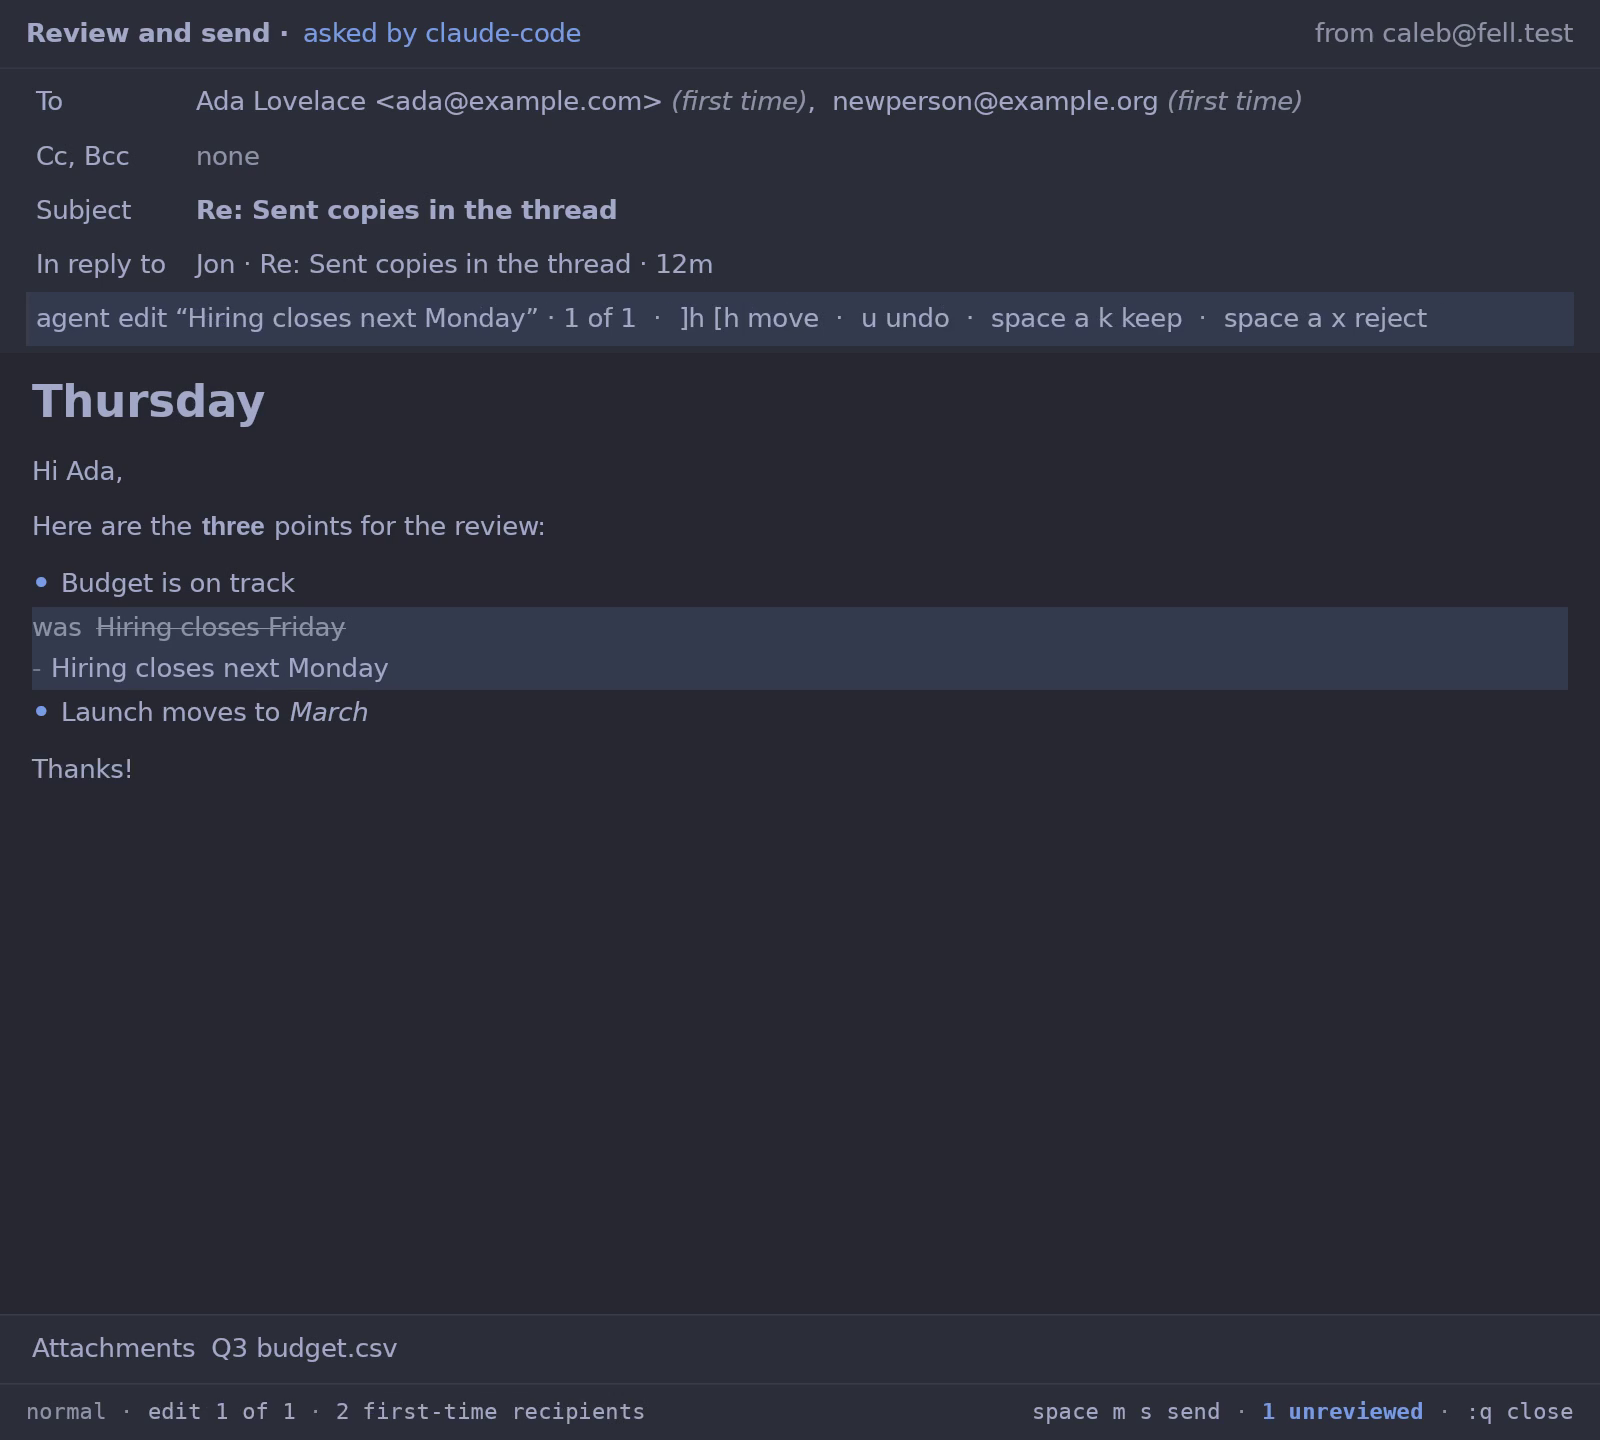 Review and send · asked by claude-code from caleb@fell.test
To Ada Lovelace <ada@example.com> (first time), newperson@example.org (first time)
Cc, Bcc none
Subject Re: Sent copies in the thread
In reply to Jon · Re: Sent copies in the thread · 12m
agent edit “Hiring closes next Monday” · 1 of 1 · ]h [h move · u undo · space a k keep · space a x reject
Thursday
Hi Ada,
Here are the three points for the review:
• Budget is on track
was Hiring closes Friday
- Hiring closes next Monday
• Launch moves to March
Thanks!
Attachments Q3 budget.csv
normal · edit 1 of 1 · 2 first-time recipients space m s send · 1 unreviewed · :q close